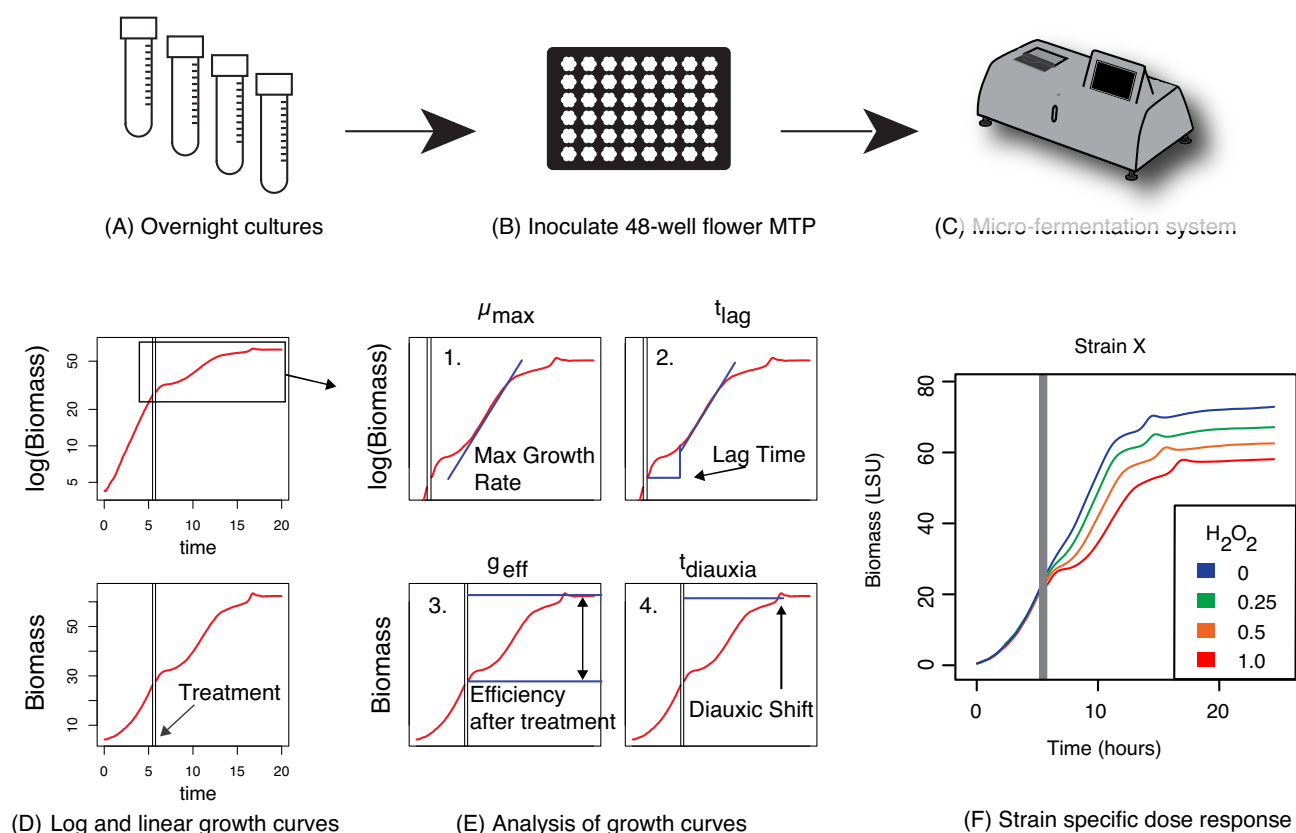 (A) Overnight cultures
(B) Inoculate 48-well flower MTP
(C) Micro-fermentation system
log(Biomass)
50
20
10
5
0 5 10 15 20
time
Biomass
50
30
10
Treatment
0 5 10 15 20
time
(D) Log and linear growth curves
μmax
1.
log(Biomass)
Max Growth
Rate
tlag
2.
Lag Time
geff
3.
Biomass
Efficiency
after treatment
tdiauxia
4.
Diauxic Shift
(E) Analysis of growth curves
Strain X
Biomass (LSU)
80
60
40
20
0
0 10 20
Time (hours)
H2O2
0
0.25
0.5
1.0
(F) Strain specific dose response